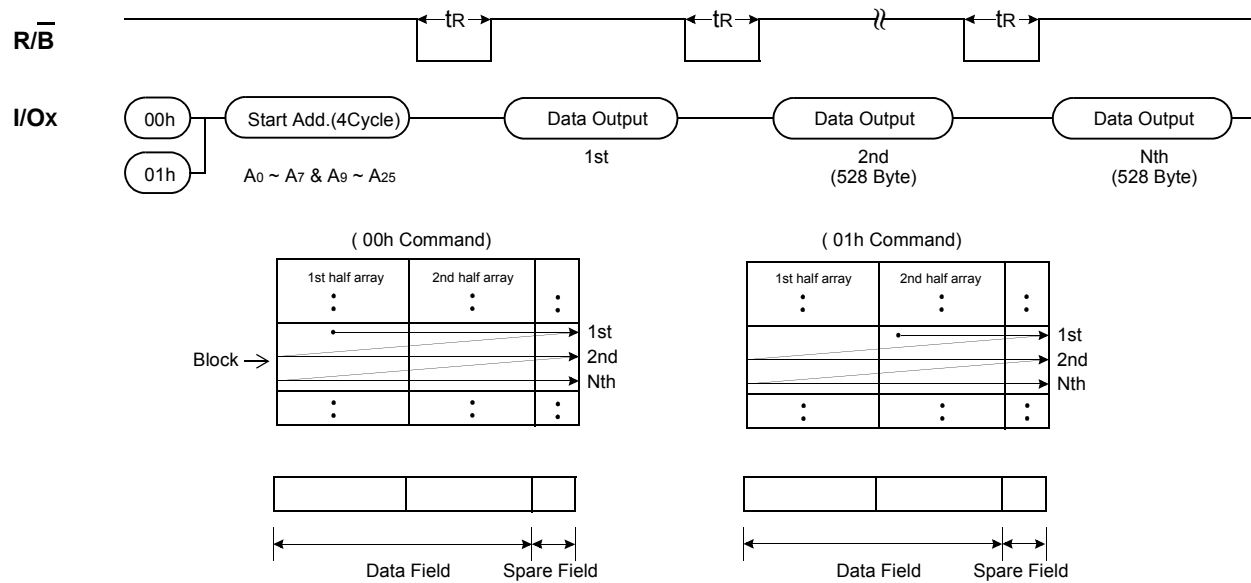 R/B tR tR tR
I/Ox 00h Start Add.(4Cycle) Data Output Data Output Data Output
01h A0 ~ A7 & A9 ~ A25 1st 2nd Nth
(528 Byte) (528 Byte)
( 00h Command) ( 01h Command)
1st half array 2nd half array 1st half array 2nd half array
1st 1st
Block 2nd 2nd
Nth Nth
Data Field Spare Field Data Field Spare Field